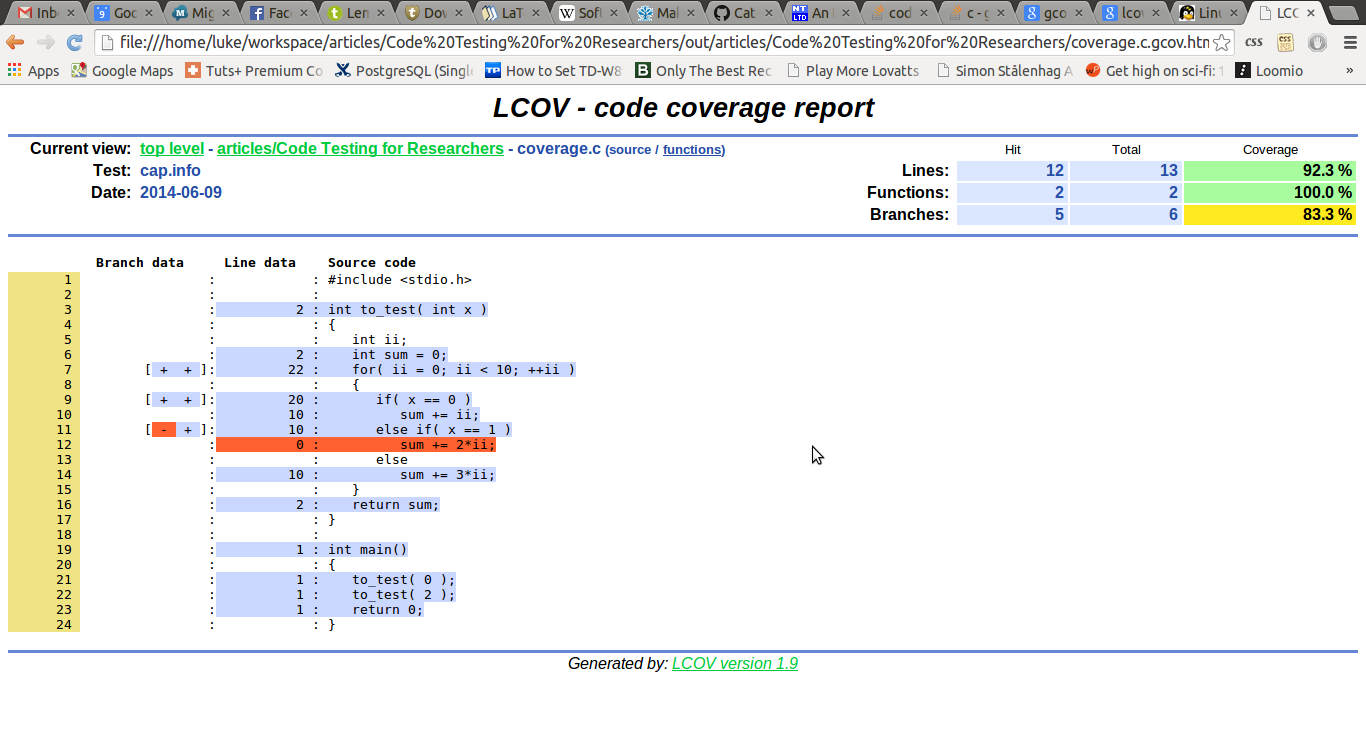 Inb Goo Mig Fac Len Dov LaT Soft Mal Cat An cod c - g gco lcov Linu LCC
file:///home/luke/workspace/articles/Code%20Testing%20for%20Researchers/out/articles/Code%20Testing%20for%20Researchers/coverage.c.gcov.htn css
Apps Google Maps Tuts+ Premium Co PostgreSQL (Singl How to Set TD-W8 Only The Best Rec Play More Lovatts Simon Stålenhag A Get high on sci-fi: 1 Loomio »
LCOV - code coverage report
Current view: top level - articles/Code Testing for Researchers - coverage.c (source / functions) Hit Total Coverage
Test: cap.info Lines: 12 13 92.3 %
Date: 2014-06-09 Functions: 2 2 100.0 %
Branches: 5 6 83.3 %
Branch data Line data Source code
1 : : #include <stdio.h>
2 : :
3 : 2 : int to_test( int x )
4 : : {
5 : : int ii;
6 : 2 : int sum = 0;
7 [ + + ]: 22 : for( ii = 0; ii < 10; ++ii )
8 : : {
9 [ + + ]: 20 : if( x == 0 )
10 : 10 : sum += ii;
11 [ - + ]: 10 : else if( x == 1 )
12 : 0 : sum += 2*ii;
13 : : else
14 : 10 : sum += 3*ii;
15 : : }
16 : 2 : return sum;
17 : : }
18 : :
19 : 1 : int main()
20 : : {
21 : 1 : to_test( 0 );
22 : 1 : to_test( 2 );
23 : 1 : return 0;
24 : : }
Generated by: LCOV version 1.9